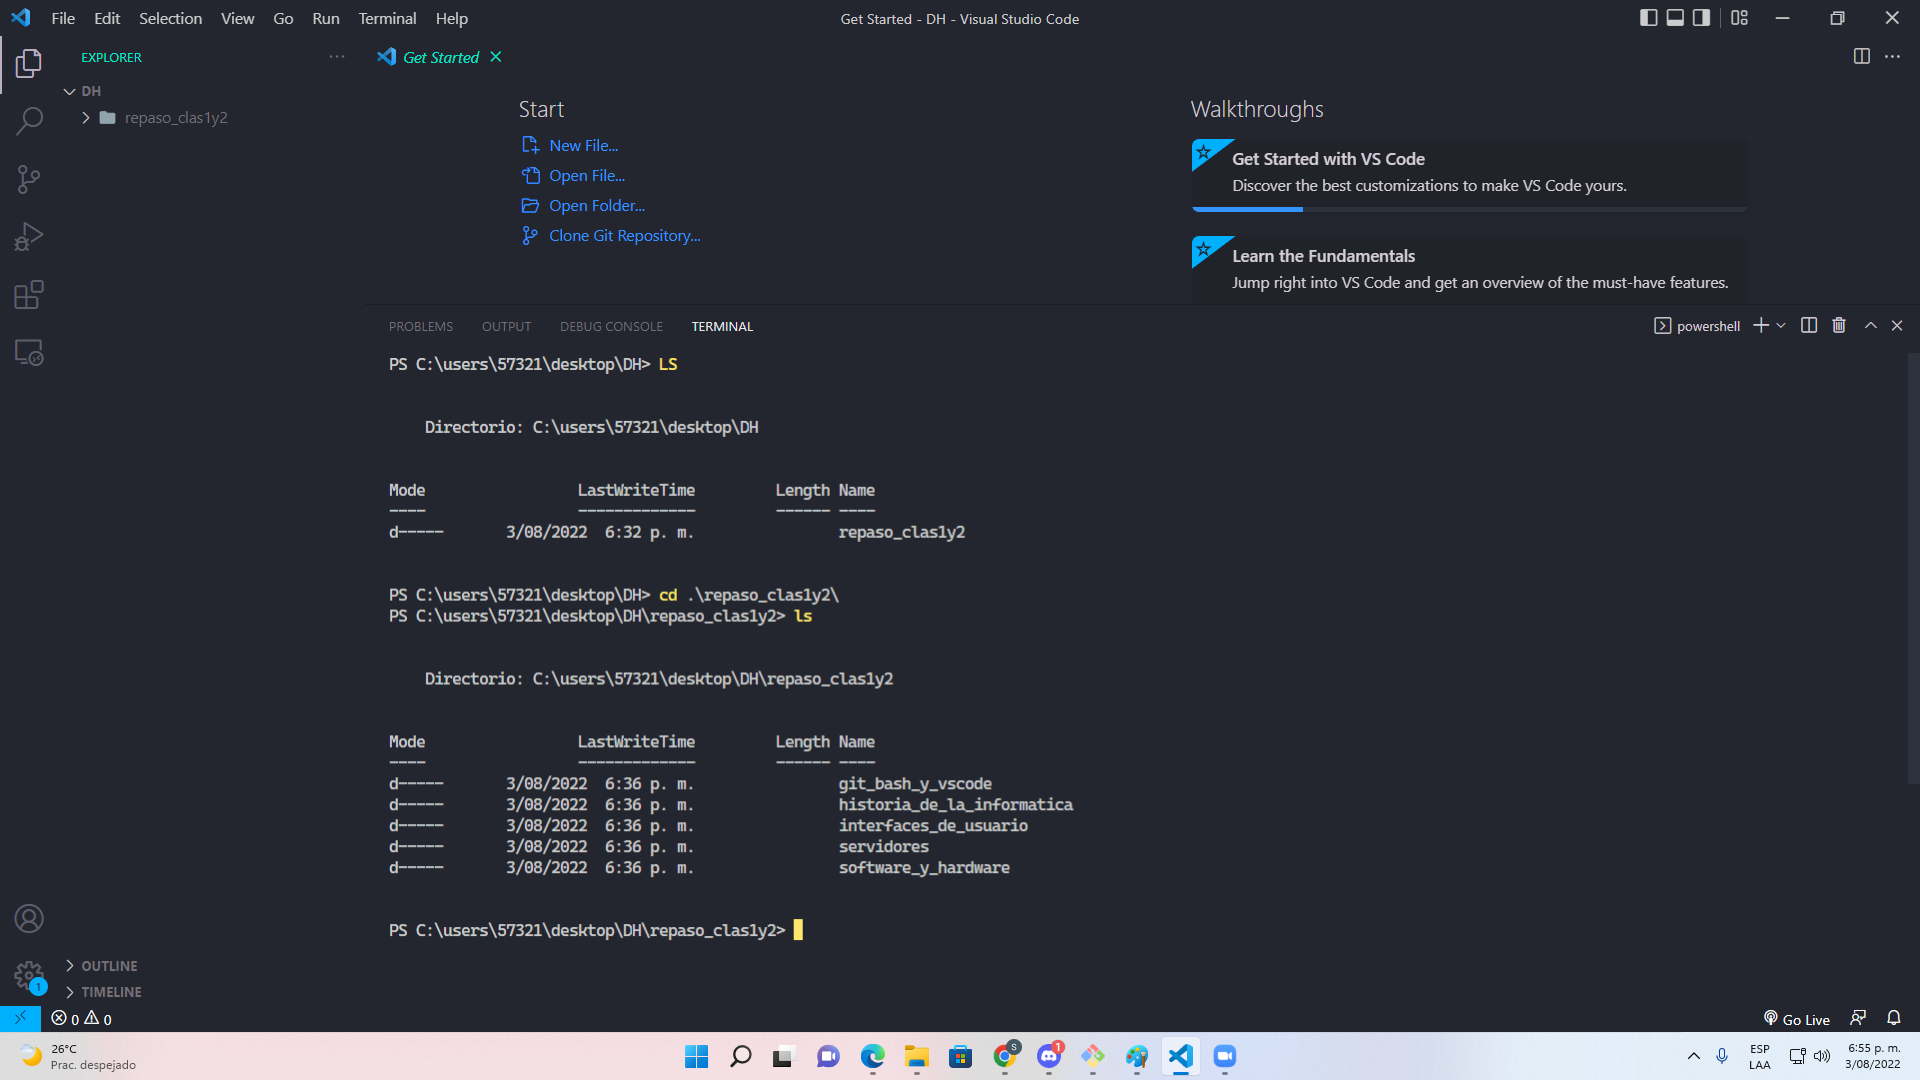 File Edit Selection View Go Run Terminal Help
Get Started - DH - Visual Studio Code
EXPLORER
DH
repaso_clas1y2
Get Started
Start
New File...
Open File...
Open Folder...
Clone Git Repository...
Walkthroughs
Get Started with VS Code
Discover the best customizations to make VS Code yours.
Learn the Fundamentals
Jump right into VS Code and get an overview of the must-have features.
PROBLEMS OUTPUT DEBUG CONSOLE TERMINAL
powershell
PS C:\users\57321\desktop\DH> LS
Directorio: C:\users\57321\desktop\DH
Mode LastWriteTime Length Name
---- ------------- ------ ----
d----- 3/08/2022 6:32 p. m. repaso_clas1y2
PS C:\users\57321\desktop\DH> cd .\repaso_clas1y2\
PS C:\users\57321\desktop\DH\repaso_clas1y2> ls
Directorio: C:\users\57321\desktop\DH\repaso_clas1y2
Mode LastWriteTime Length Name
---- ------------- ------ ----
d----- 3/08/2022 6:36 p. m. git_bash_y_vscode
d----- 3/08/2022 6:36 p. m. historia_de_la_informatica
d----- 3/08/2022 6:36 p. m. interfaces_de_usuario
d----- 3/08/2022 6:36 p. m. servidores
d----- 3/08/2022 6:36 p. m. software_y_hardware
PS C:\users\57321\desktop\DH\repaso_clas1y2>
OUTLINE
1
TIMELINE
0 0
Go Live
26°C
Prac. despejado
S
1
ESP
LAA
6:55 p. m.
3/08/2022